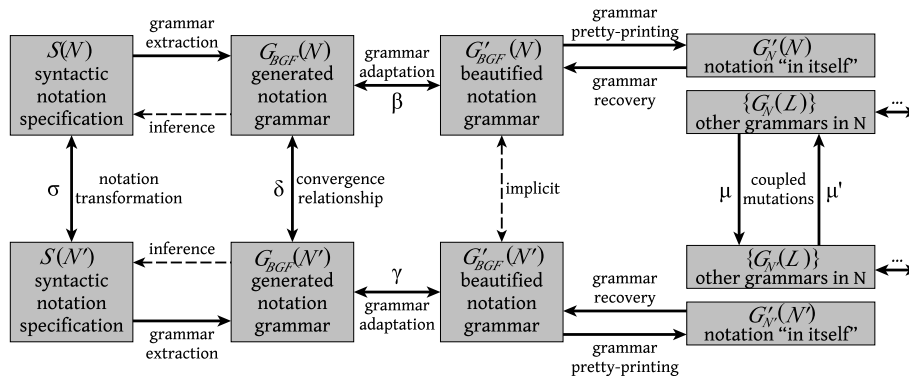 grammar
extraction
grammar
pretty-printing
S(N)
syntactic
notation
specification
G_BGF(N)
generated
notation
grammar
grammar
adaptation
β
G′_BGF(N)
beautified
notation
grammar
G′_N(N)
notation “in itself”
grammar
recovery
inference
{G_N(L)}
other grammars in N
...
σ
notation
transformation
δ
convergence
relationship
implicit
μ
coupled
mutations
μ'
S(N′)
syntactic
notation
specification
inference
G_BGF(N′)
generated
notation
grammar
γ
grammar
adaptation
G′_BGF(N′)
beautified
notation
grammar
{G_N′(L)}
other grammars in N
...
grammar
recovery
G′_N′(N′)
notation “in itself”
grammar
extraction
grammar
pretty-printing